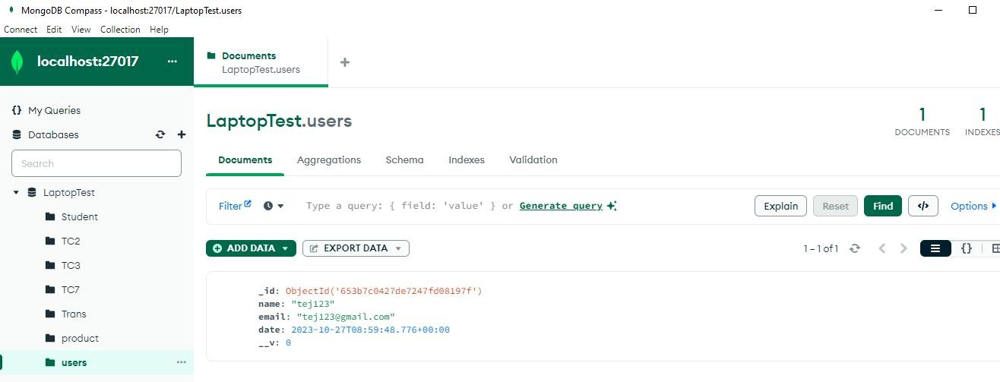 MongoDB Compass - localhost:27017/LaptopTest.users
Connect Edit View Collection Help
localhost:27017 ...
Documents
LaptopTest.users
My Queries
Databases
Search
LaptopTest
Student
TC2
TC3
TC7
Trans
product
users ...
LaptopTest.users
1
DOCUMENTS
1
INDEXES
Documents Aggregations Schema Indexes Validation
Filter Type a query: { field: 'value' } or Generate query Explain Reset Find </> Options
ADD DATA EXPORT DATA 1 – 1 of 1 {}
_id: ObjectId('653b7c0427de7247fd08197f')
name: "tej123"
email: "tej123@gmail.com"
date: 2023-10-27T08:59:48.776+00:00
__v: 0